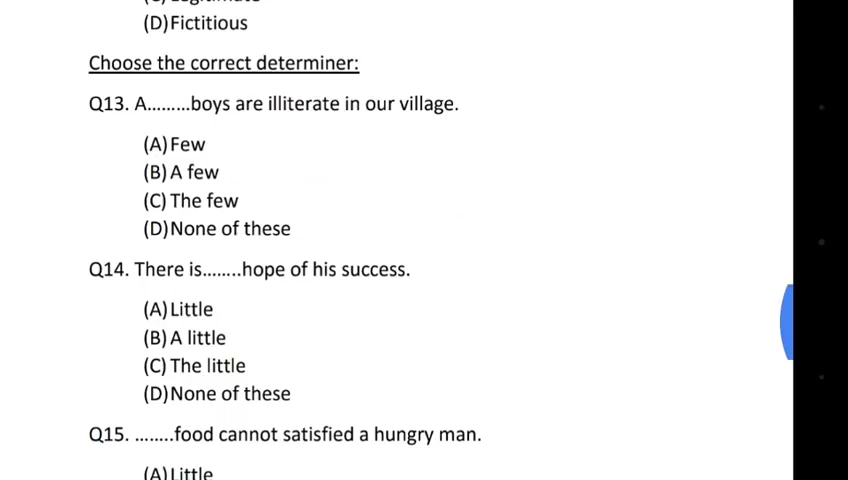 (D)Fictitious
Choose the correct determiner:
Q13. A.........boys are illiterate in our village.
(A)Few
(B)A few
(C)The few
(D)None of these
Q14. There is........hope of his success.
(A)Little
(B)A little
(C)The little
(D)None of these
Q15. ........food cannot satisfied a hungry man.
(A)Little